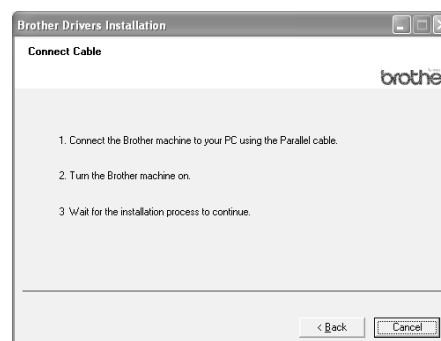 Brother Drivers Installation
Connect Cable
brothe
1. Connect the Brother machine to your PC using the Parallel cable.
2. Turn the Brother machine on.
3 Wait for the installation process to continue.
< Back
Cancel